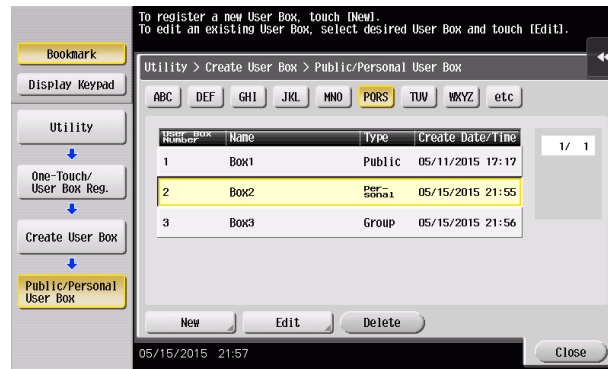 To register a new User Box, touch [New].
To edit an existing User Box, select desired User Box and touch [Edit].
Bookmark
Display Keypad
Utility
One-Touch/
User Box Reg.
Create User Box
Public/Personal
User Box
Utility > Create User Box > Public/Personal User Box
ABC DEF GHI JKL MNO PQRS TUV WXYZ etc
User Box
Number Name Type Create Date/Time
1 Box1 Public 05/11/2015 17:17
2 Box2 Per-
sonal 05/15/2015 21:55
3 Box3 Group 05/15/2015 21:56
1/ 1
New Edit Delete
05/15/2015 21:57
Close